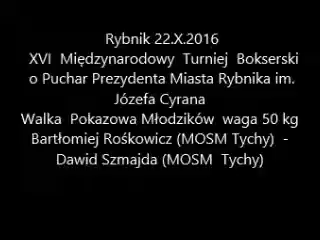 Rybnik 22.X.2016
XVI Międzynarodowy Turniej Bokserski
o Puchar Prezydenta Miasta Rybnika im.
Józefa Cyrana
Walka Pokazowa Młodzików waga 50 kg
Bartłomiej Rośkowicz (MOSM Tychy) -
Dawid Szmajda (MOSM Tychy)